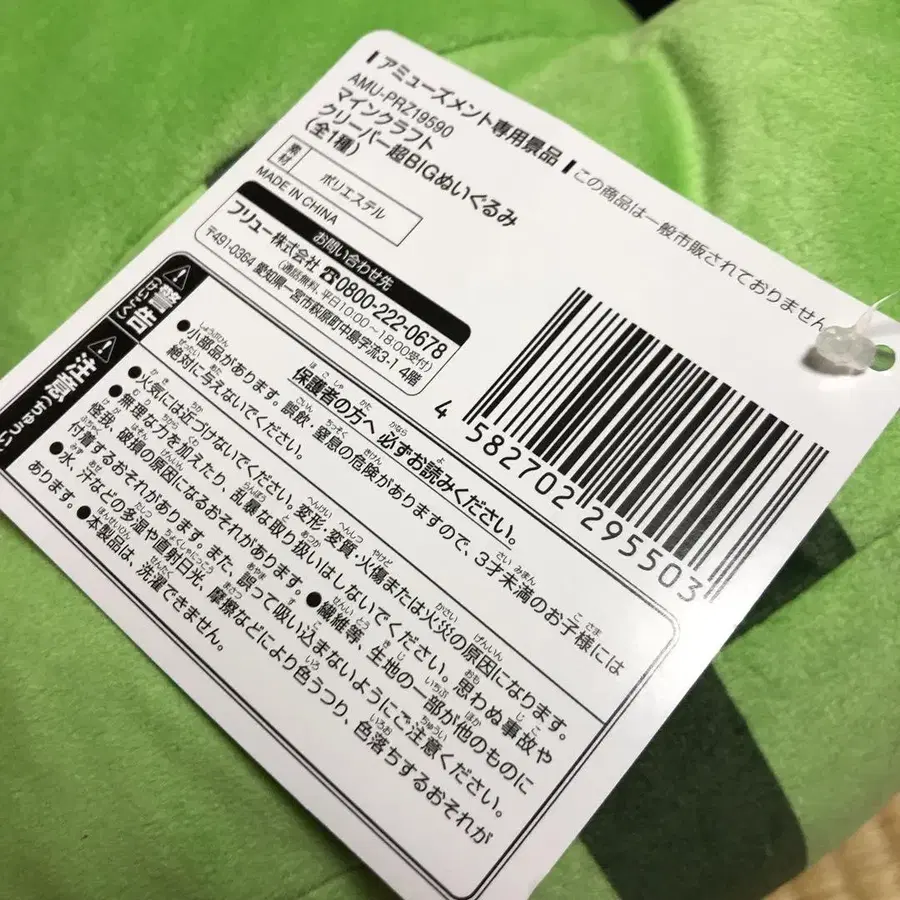 アミューズメント専用景品 この商品は一般市販されておりません
AMU-PRZ19590
マインクラフト
クリーパー超BIGぬいぐるみ
(全1種)
素材 ポリエステル
MADE IN CHINA
お問い合わせ先
フリュー株式会社 ☎0800-222-0678
(通話無料、平日10:00~18:00受付)
〒491-0364 愛知県一宮市萩原町中島字流3-1 4階
4 582702 295503
警告
保護者の方へ 必ずお読みください。
●小部品があります。誤飲・窒息の危険がありますので、3才未満のお子様には
絶対に与えないでください。
注意
●火気には近づけないでください。変形・変質・火傷または火災の原因になります。
●無理な力を加えたり、乱暴な取り扱いはしないでください。思わぬ事故や
怪我、破損の原因になるおそれがあります。●繊維等、生地の一部が他のものに
付着するおそれがあります。また、誤って吸い込まないようにご注意ください。
●水、汗などの多湿や直射日光、摩擦などにより色うつり、色落ちするおそれが
あります。●本製品は、洗濯できません。